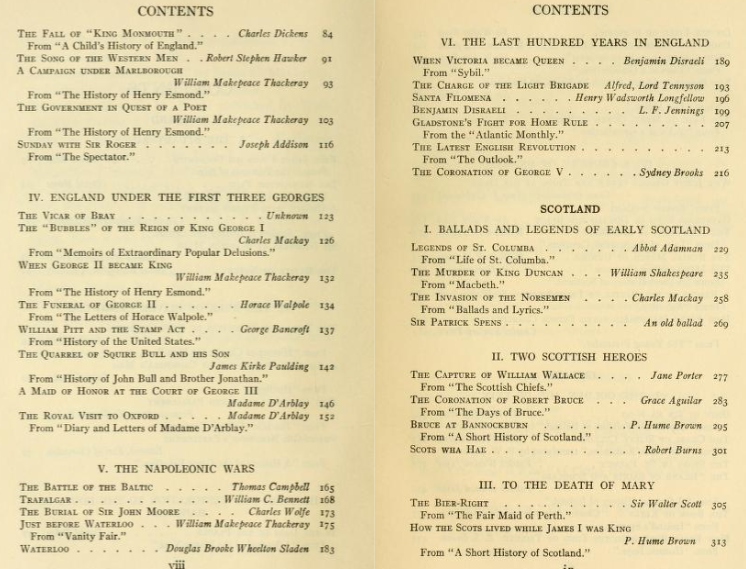 CONTENTS
The Fall of "King Monmouth" . . . . Charles Dickens 84
From "A Child's History of England."
The Song of the Western Men . . Robert Stephen Hawker 91
A Campaign under Marlborough
William Makepeace Thackeray 93
From "The History of Henry Esmond."
The Government in Quest of a Poet
William Makepeace Thackeray 103
From "The History of Henry Esmond."
Sunday with Sir Roger . . . . . . . Joseph Addison 116
From "The Spectator."
IV. ENGLAND UNDER THE FIRST THREE GEORGES
The Vicar of Bray . . . . . . . . . . . Unknown 123
The "Bubbles" of the Reign of King George I
Charles Mackay 126
From "Memoirs of Extraordinary Popular Delusions."
When George II became King
William Makepeace Thackeray 132
From "The History of Henry Esmond."
The Funeral of George II . . . . . Horace Walpole 134
From "The Letters of Horace Walpole."
William Pitt and the Stamp Act . . . . George Bancroft 137
From "History of the United States."
The Quarrel of Squire Bull and his Son
James Kirke Paulding 142
From "History of John Bull and Brother Jonathan."
A Maid of Honor at the Court of George III
Madame D'Arblay 146
The Royal Visit to Oxford . . . . . Madame D'Arblay 152
From "Diary and Letters of Madame D'Arblay."
V. THE NAPOLEONIC WARS
The Battle of the Baltic . . . . . Thomas Campbell 165
Trafalgar . . . . . . . . . . . . William C. Bennett 168
The Burial of Sir John Moore . . . . Charles Wolfe 173
Just before Waterloo . . . William Makepeace Thackeray 175
From "Vanity Fair."
Waterloo . . . . . . . Douglas Brooke Wheelton Sladen 183
viii
CONTENTS
VI. THE LAST HUNDRED YEARS IN ENGLAND
When Victoria became Queen . . . . Benjamin Disraeli 189
From "Sybil."
The Charge of the Light Brigade Alfred, Lord Tennyson 193
Santa Filomena . . . . . . Henry Wadsworth Longfellow 196
Benjamin Disraeli . . . . . . . . . . L. F. Jennings 199
Gladstone's Fight for Home Rule . . . . . . . . . 207
From the "Atlantic Monthly."
The Latest English Revolution . . . . . . . . . . 213
From "The Outlook."
The Coronation of George V . . . . . . Sydney Brooks 216
SCOTLAND
I. BALLADS AND LEGENDS OF EARLY SCOTLAND
Legends of St. Columba . . . . . . . Abbot Adamnan 229
From "Life of St. Columba."
The Murder of King Duncan . . . William Shakespeare 235
From "Macbeth."
The Invasion of the Norsemen . . . . Charles Mackay 258
From "Ballads and Lyrics."
Sir Patrick Spens . . . . . . . . . . An old ballad 269
II. TWO SCOTTISH HEROES
The Capture of William Wallace . . . . Jane Porter 277
From "The Scottish Chiefs."
The Coronation of Robert Bruce . . . Grace Aguilar 283
From "The Days of Bruce."
Bruce at Bannockburn . . . . . . . P. Hume Brown 295
From "A Short History of Scotland."
Scots wha Hae . . . . . . . . . . . Robert Burns 301
III. TO THE DEATH OF MARY
The Bier-Right . . . . . . . . . . Sir Walter Scott 305
From "The Fair Maid of Perth."
How the Scots lived while James I was King
P. Hume Brown 313
From "A Short History of Scotland."